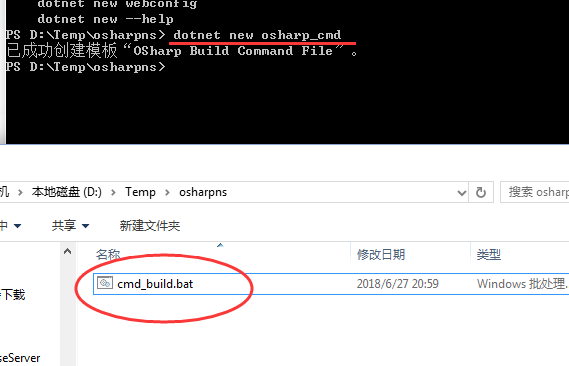 dotnet new webconfig
dotnet new --help
PS D:\Temp\osharpns> dotnet new osharp_cmd
已成功创建模板“OSharp Build Command File”。
PS D:\Temp\osharpns>
机 > 本地磁盘 (D:) > Temp > osharpns
搜索 osharp
中 共享 新建文件夹
名称 修改日期 类型
cmd_build.bat 2018/6/27 20:59 Windows 批处理...
下载
seServer